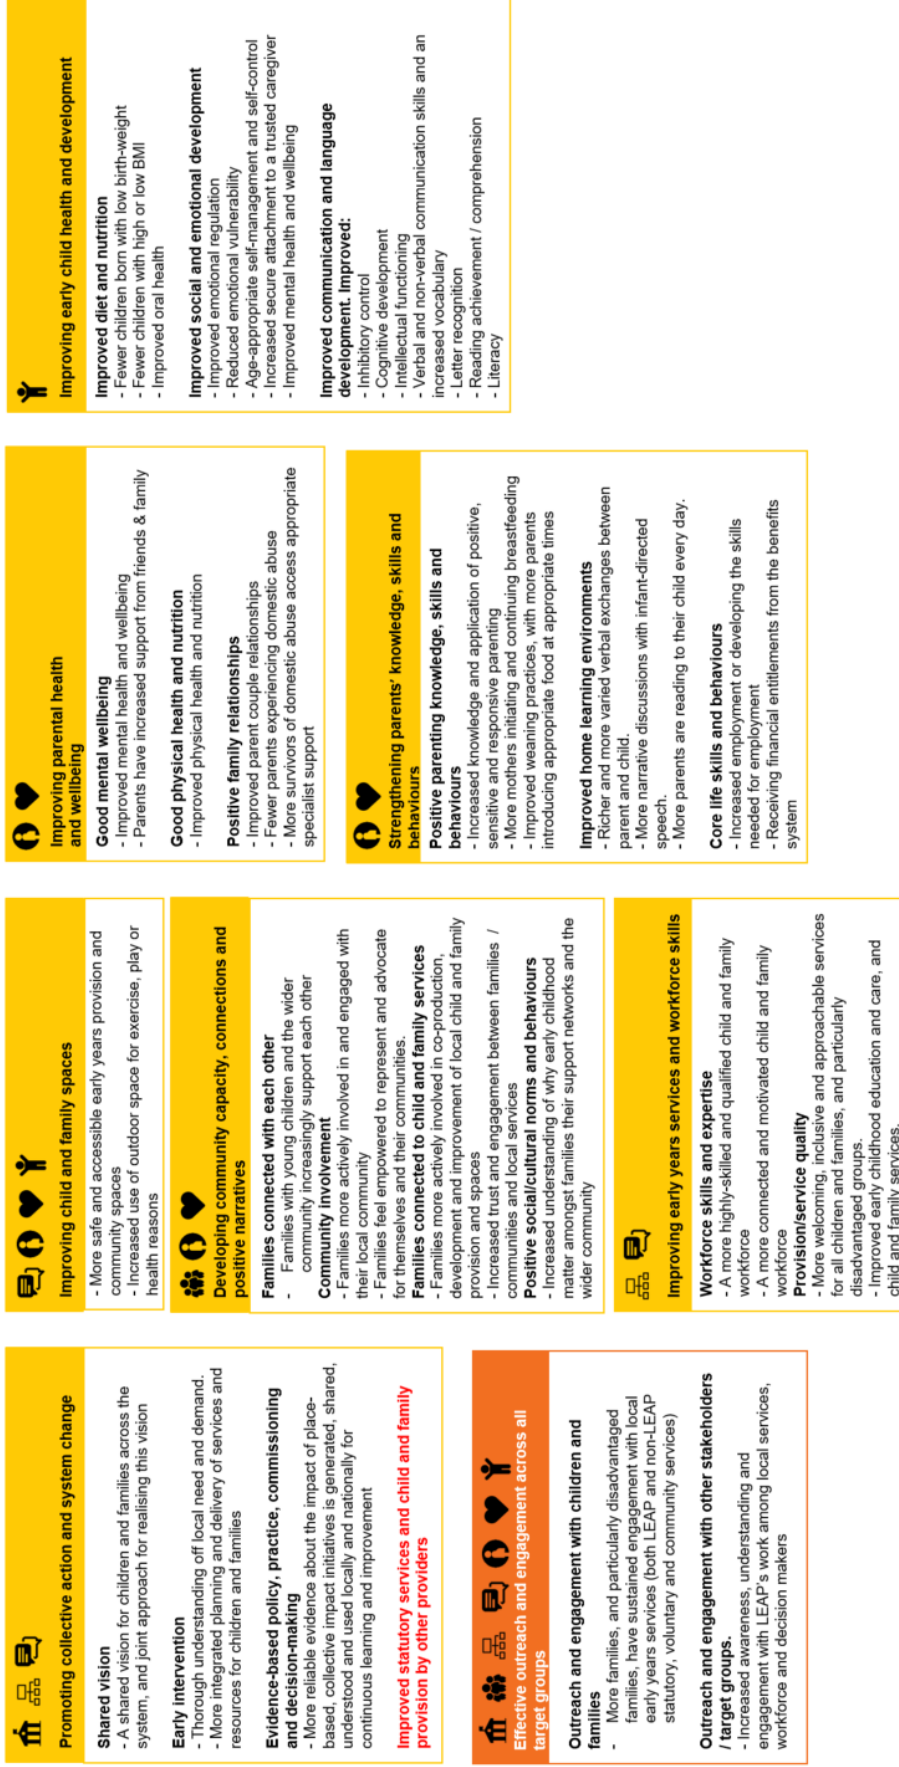 Promoting collective action and system change
Shared vision
- A shared vision for children and families across the
system, and joint approach for realising this vision
Early intervention
- Thorough understanding off local need and demand.
- More integrated planning and delivery of services and
resources for children and families
Evidence-based policy, practice, commissioning
and decision-making
- More reliable evidence about the impact of place-
based, collective impact initiatives is generated, shared,
understood and used locally and nationally for
continuous learning and improvement
Improved statutory services and child and family
provision by other providers
Effective outreach and engagement across all
target groups
Outreach and engagement with children and
families
- More families, and particularly disadvantaged
families, have sustained engagement with local
early years services (both LEAP and non-LEAP
statutory, voluntary and community services)
Outreach and engagement with other stakeholders
/ target groups.
- Increased awareness, understanding and
engagement with LEAP's work among local services,
workforce and decision makers
Improving child and family spaces
- More safe and accessible early years provision and
community spaces
- Increased use of outdoor space for exercise, play or
health reasons
Developing community capacity, connections and
positive narratives
Families connected with each other
- Families with young children and the wider
community increasingly support each other
Community involvement
- Families more actively involved in and engaged with
their local community
- Families feel empowered to represent and advocate
for themselves and their communities.
Families connected to child and family services
- Families more actively involved in co-production,
development and improvement of local child and family
provision and spaces
- Increased trust and engagement between families /
communities and local services
Positive social/cultural norms and behaviours
- Increased understanding of why early childhood
matter amongst families their support networks and the
wider community
Improving early years services and workforce skills
Workforce skills and expertise
- A more highly-skilled and qualified child and family
workforce
- A more connected and motivated child and family
workforce
Provision/service quality
- More welcoming, inclusive and approachable services
for all children and families, and particularly
disadvantaged groups.
- Improved early childhood education and care, and
child and family services.
Improving parental health
and wellbeing
Good mental wellbeing
- Improved mental health and wellbeing
- Parents have increased support from friends & family
Good physical health and nutrition
- Improved physical health and nutrition
Positive family relationships
- Improved parent couple relationships
- Fewer parents experiencing domestic abuse
- More survivors of domestic abuse access appropriate
specialist support
Strengthening parents' knowledge, skills and
behaviours
Positive parenting knowledge, skills and
behaviours
- Increased knowledge and application of positive,
sensitive and responsive parenting
- More mothers initiating and continuing breastfeeding
- Improved weaning practices, with more parents
introducing appropriate food at appropriate times
Improved home learning environments
- Richer and more varied verbal exchanges between
parent and child.
- More narrative discussions with infant-directed
speech.
- More parents are reading to their child every day.
Core life skills and behaviours
- Increased employment or developing the skills
needed for employment
- Receiving financial entitlements from the benefits
system
Improving early child health and development
Improved diet and nutrition
- Fewer children born with low birth-weight
- Fewer children with high or low BMI
- Improved oral health
Improved social and emotional development
- Improved emotional regulation
- Reduced emotional vulnerability
- Age-appropriate self-management and self-control
- Increased secure attachment to a trusted caregiver
- Improved mental health and wellbeing
Improved communication and language
development. Improved:
- Inhibitory control
- Cognitive development
- Intellectual functioning
- Verbal and non-verbal communication skills and an
increased vocabulary
- Letter recognition
- Reading achievement / comprehension
- Literacy